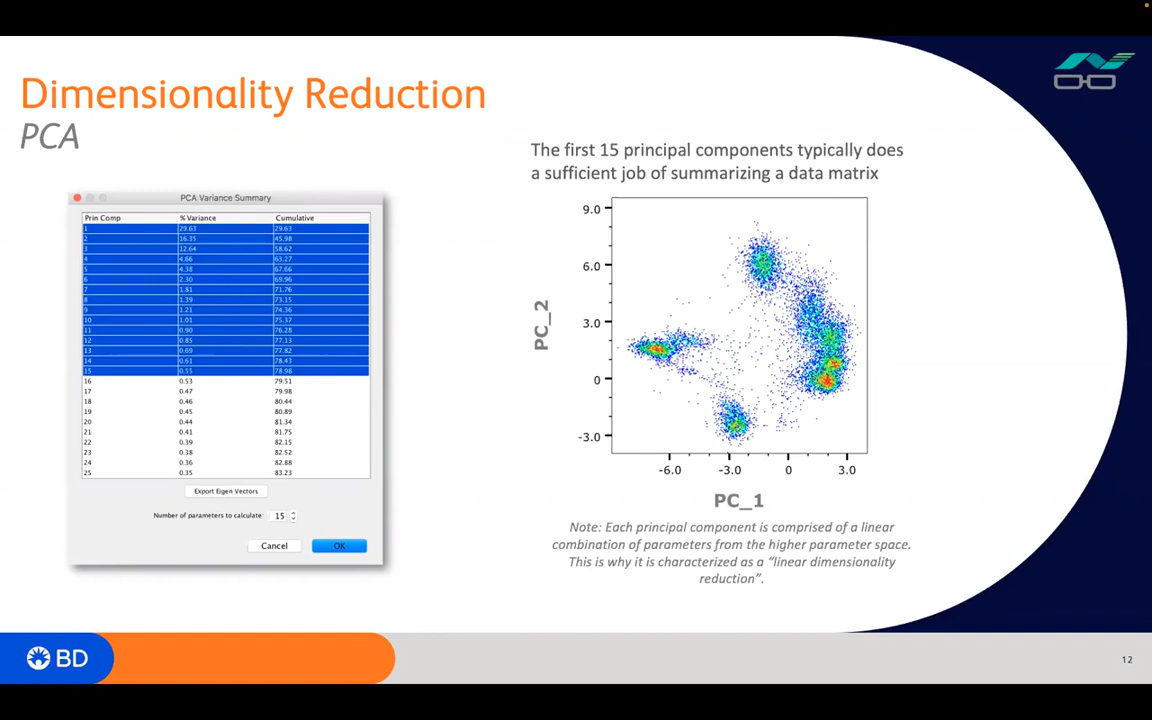 Dimensionality Reduction
PCA
PCA Variance Summary
Prin Comp % Variance Cumulative
1 29.63 29.63
2 16.35 45.98
3 12.64 58.62
4 4.66 63.27
5 4.38 67.66
6 2.30 69.96
7 1.81 71.76
8 1.39 73.15
9 1.21 74.36
10 1.01 75.37
11 0.90 76.28
12 0.85 77.13
13 0.69 77.82
14 0.61 78.43
15 0.55 78.98
16 0.53 79.51
17 0.47 79.98
18 0.46 80.44
19 0.45 80.89
20 0.44 81.34
21 0.41 81.75
22 0.39 82.15
23 0.38 82.52
24 0.36 82.88
25 0.35 83.23
Export Eigen Vectors
Number of parameters to calculate: 15
Cancel OK
The first 15 principal components typically does
a sufficient job of summarizing a data matrix
9.0
6.0
3.0
0
-3.0
PC_2
-6.0 -3.0 0 3.0
PC_1
Note: Each principal component is comprised of a linear
combination of parameters from the higher parameter space.
This is why it is characterized as a “linear dimensionality
reduction”.
BD
12